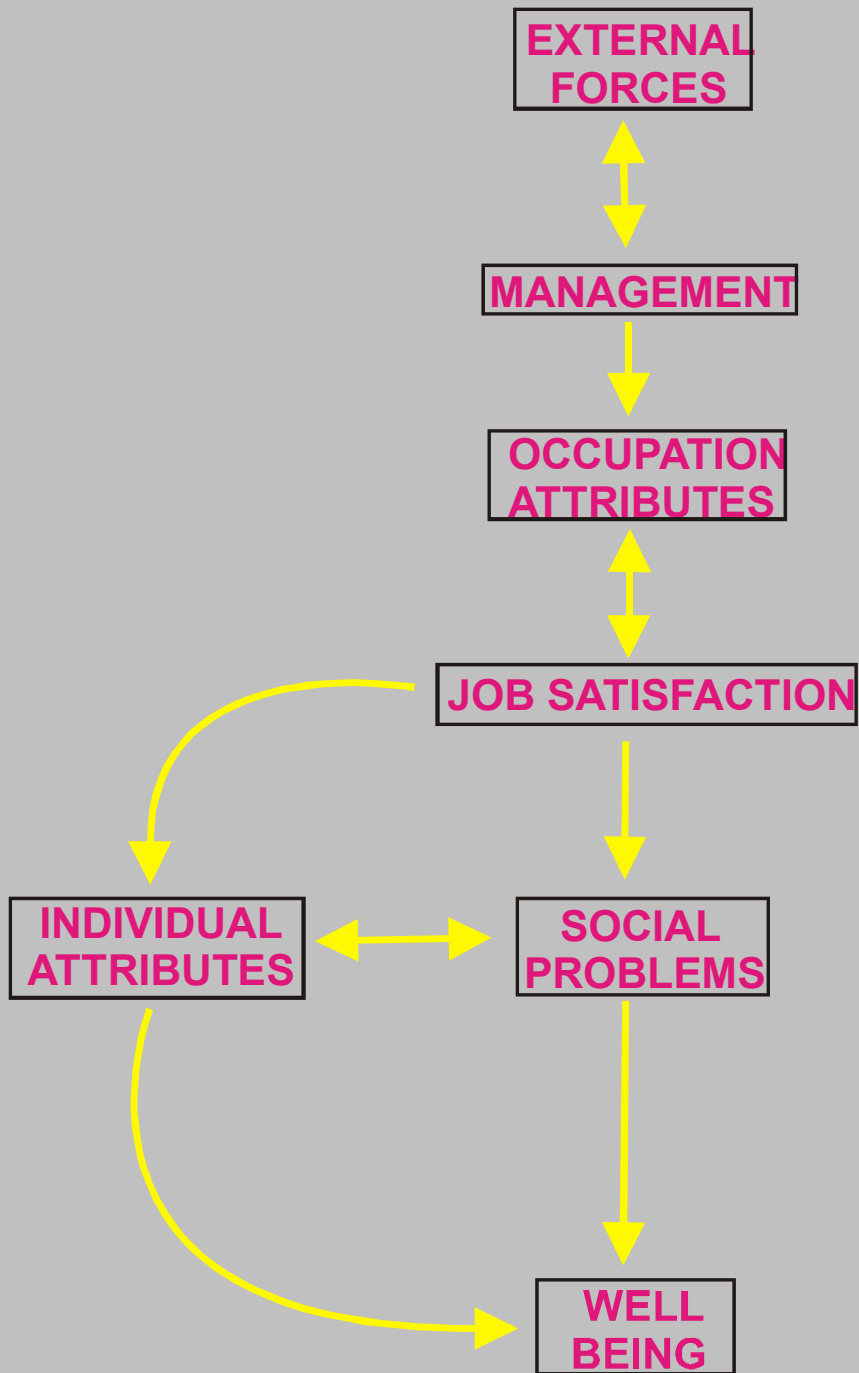 EXTERNAL
FORCES
MANAGEMENT
OCCUPATION
ATTRIBUTES
JOB SATISFACTION
INDIVIDUAL
ATTRIBUTES
SOCIAL
PROBLEMS
WELL
BEING